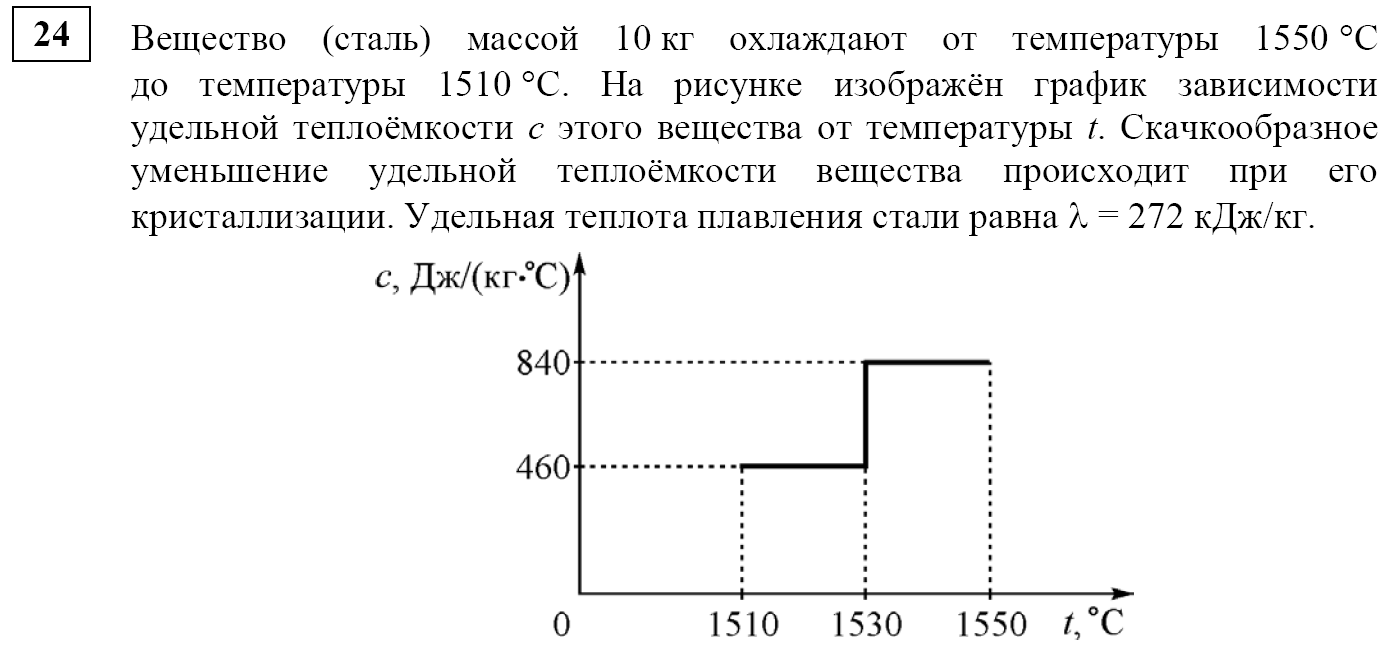 24
Вещество (сталь) массой 10 кг охлаждают от температуры 1550 °C
до температуры 1510 °C. На рисунке изображён график зависимости
удельной теплоёмкости c этого вещества от температуры t. Скачкообразное
уменьшение удельной теплоёмкости вещества происходит при его
кристаллизации. Удельная теплота плавления стали равна λ = 272 кДж/кг.
c, Дж/(кг·°C)
840
460
0 1510 1530 1550 t, °C